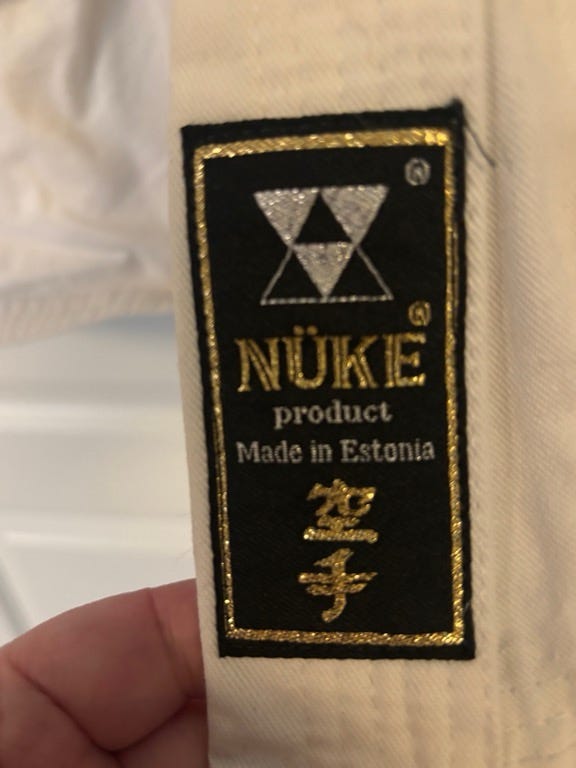 ®
®
NÜKE
product
Made in Estonia
空
手